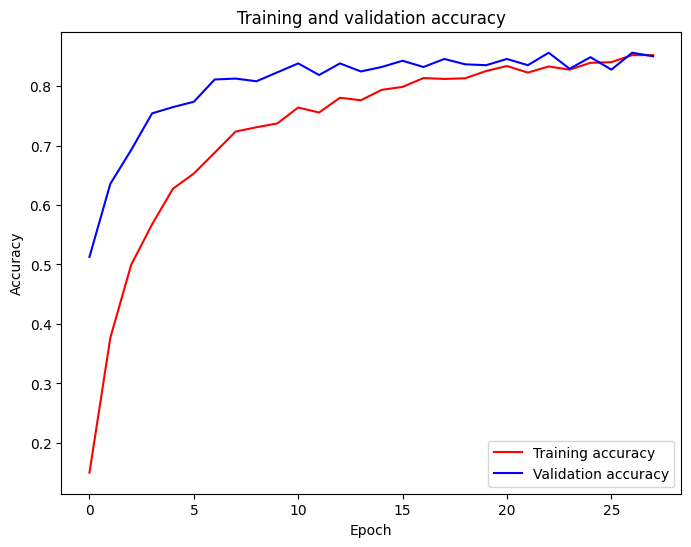 Training and validation accuracy
Accuracy
0.8
0.7
0.6
0.5
0.4
0.3
0.2
Training accuracy
Validation accuracy
0 5 10 15 20 25
Epoch